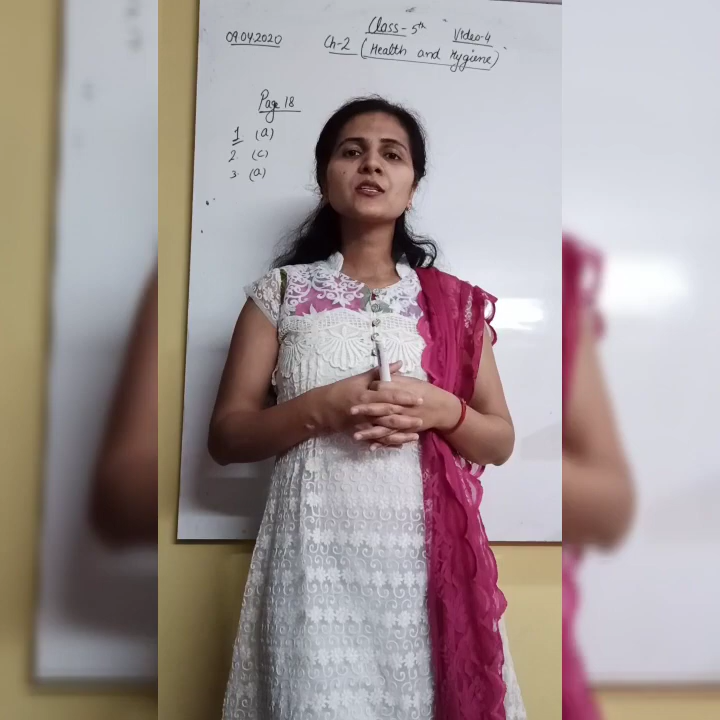 09.04.2020 Class - 5th Video-4
Ch-2 (Health and Hygiene)
Page 18
1 (a)
2 (c)
3 (a)